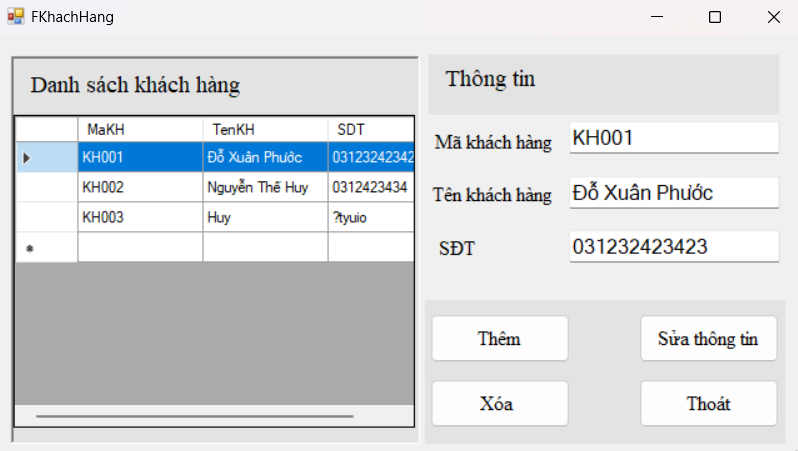 FKhachHang
Danh sách khách hàng
MaKH TenKH SDT
KH001 Đỗ Xuân Phước 03123242342
KH002 Nguyễn Thế Huy 0312423434
KH003 Huy ?tyuio
Thông tin
Mã khách hàng KH001
Tên khách hàng Đỗ Xuân Phước
SĐT 031232423423
Thêm Sửa thông tin
Xóa Thoát